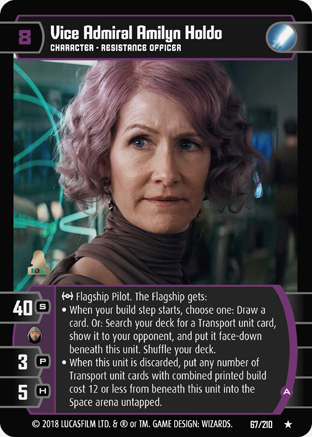 8
Vice Admiral Amilyn Holdo
CHARACTER - RESISTANCE OFFICER
40 S
3 P
5 H
Flagship Pilot. The Flagship gets:
• When your build step starts, choose one: Draw a
card. Or: Search your deck for a Transport unit card,
show it to your opponent, and put it face-down
beneath this unit. Shuffle your deck.
• When this unit is discarded, put any number of
Transport unit cards with combined printed build
cost 12 or less from beneath this unit into the
Space arena untapped.
A
© 2018 LUCASFILM LTD. & ® or TM. GAME DESIGN: WIZARDS.
67/210 ★